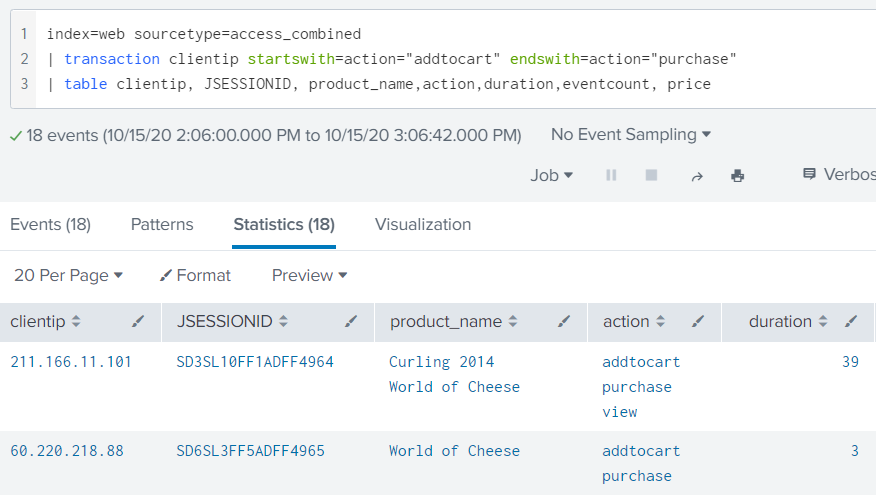 1 index=web sourcetype=access_combined
2 | transaction clientip startswith=action="addtocart" endswith=action="purchase"
3 | table clientip, JSESSIONID, product_name,action,duration,eventcount, price
18 events (10/15/20 2:06:00.000 PM to 10/15/20 3:06:42.000 PM) No Event Sampling
Job Verbos
Events (18) Patterns Statistics (18) Visualization
20 Per Page Format Preview
clientip JSESSIONID product_name action duration
211.166.11.101 SD3SL10FF1ADFF4964 Curling 2014 addtocart 39
World of Cheese purchase
view
60.220.218.88 SD6SL3FF5ADFF4965 World of Cheese addtocart 3
purchase